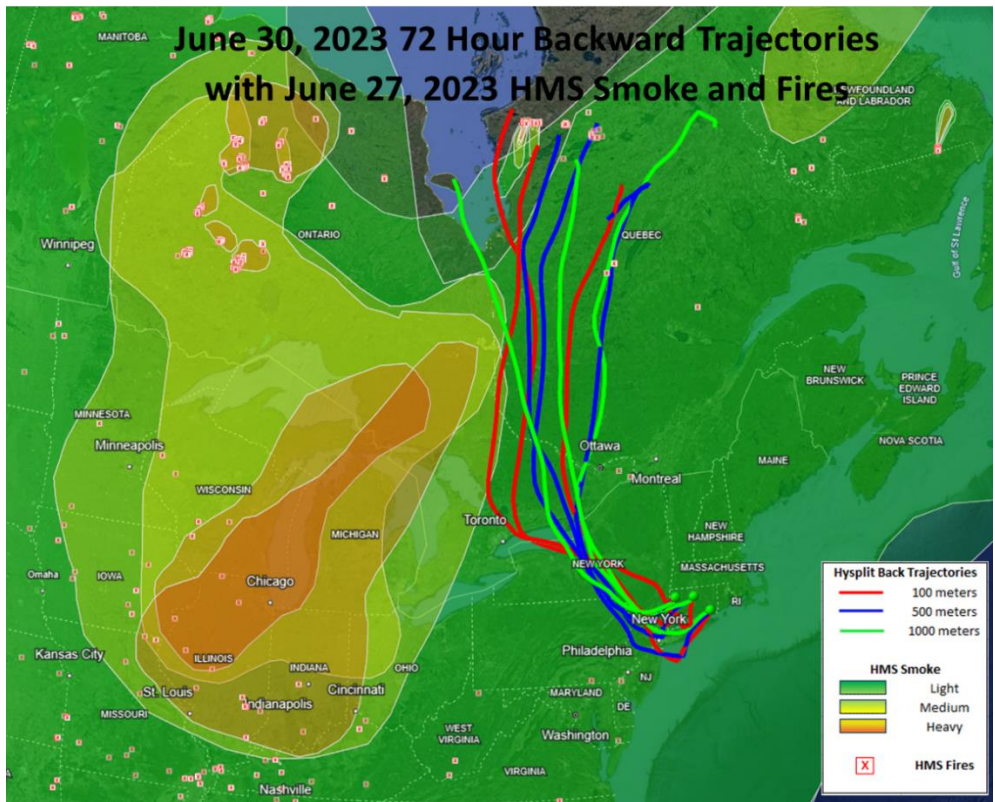 June 30, 2023 72 Hour Backward Trajectories
with June 27, 2023 HMS Smoke and Fires
MANITOBA
NEWFOUNDLAND
AND LABRADOR
Winnipeg
ONTARIO
QUEBEC
Gulf of St Lawrence
NEW
BRUNSWICK
PRINCE
EDWARD
ISLAND
MINNESOTA
Minneapolis
Ottawa
Montreal
NOVA SCOTIA
MAINE
WISCONSIN
MICHIGAN
Toronto
NEW
HAMPSHIRE
NEW YORK
MASSACHUSETTS
Omaha
IOWA
Chicago
RI
New York
Philadelphia
Kansas City
ILLINOIS
INDIANA
OHIO
NJ
St. Louis
Indianapolis
Cincinnati
MARYLAND
DE
MISSOURI
WEST
VIRGINIA
Washington
VIRGINIA
Nashville
Hysplit Back Trajectories
100 meters
500 meters
1000 meters
HMS Smoke
Light
Medium
Heavy
X HMS Fires